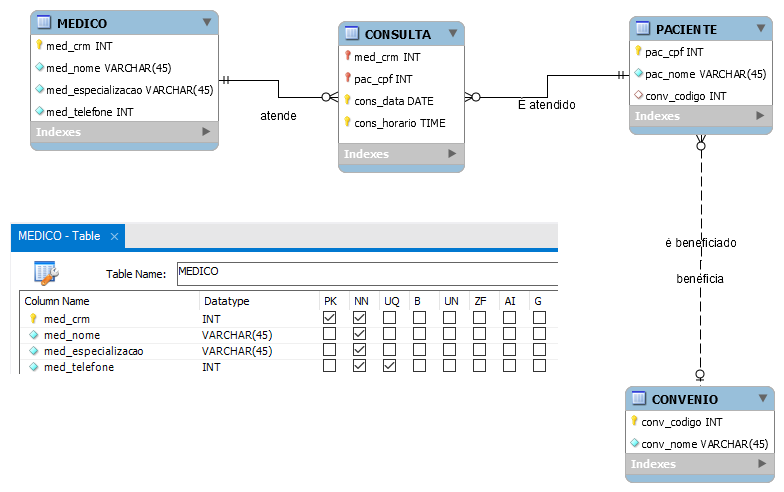 MEDICO
med_crm INT
med_nome VARCHAR(45)
med_especializacao VARCHAR(45)
med_telefone INT
Indexes
atende
CONSULTA
med_crm INT
pac_cpf INT
cons_data DATE
cons_horario TIME
Indexes
É atendido
PACIENTE
pac_cpf INT
pac_nome VARCHAR(45)
conv_codigo INT
Indexes
é beneficiado
beneficia
CONVENIO
conv_codigo INT
conv_nome VARCHAR(45)
Indexes
MEDICO - Table ×
Table Name: MEDICO
Column Name Datatype PK NN UQ B UN ZF AI G
med_crm INT
med_nome VARCHAR(45)
med_especializacao VARCHAR(45)
med_telefone INT